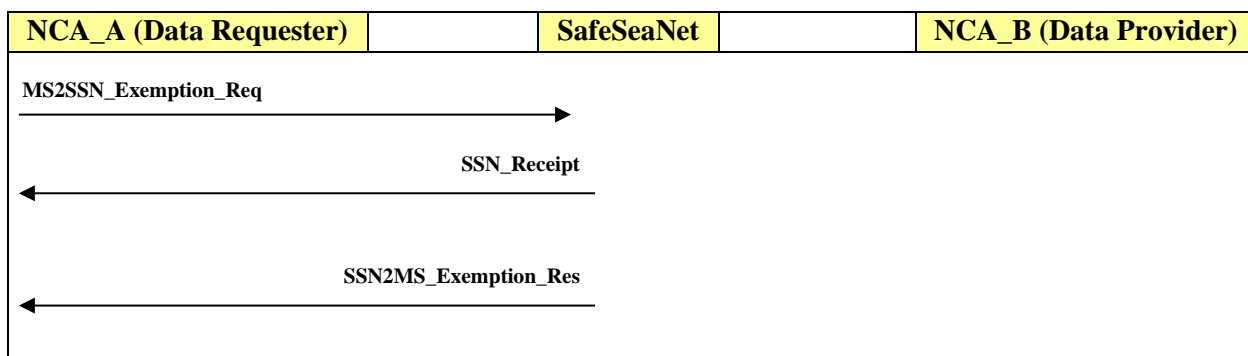 NCA_A (Data Requester) SafeSeaNet NCA_B (Data Provider)
MS2SSN_Exemption_Req
SSN_Receipt
SSN2MS_Exemption_Res